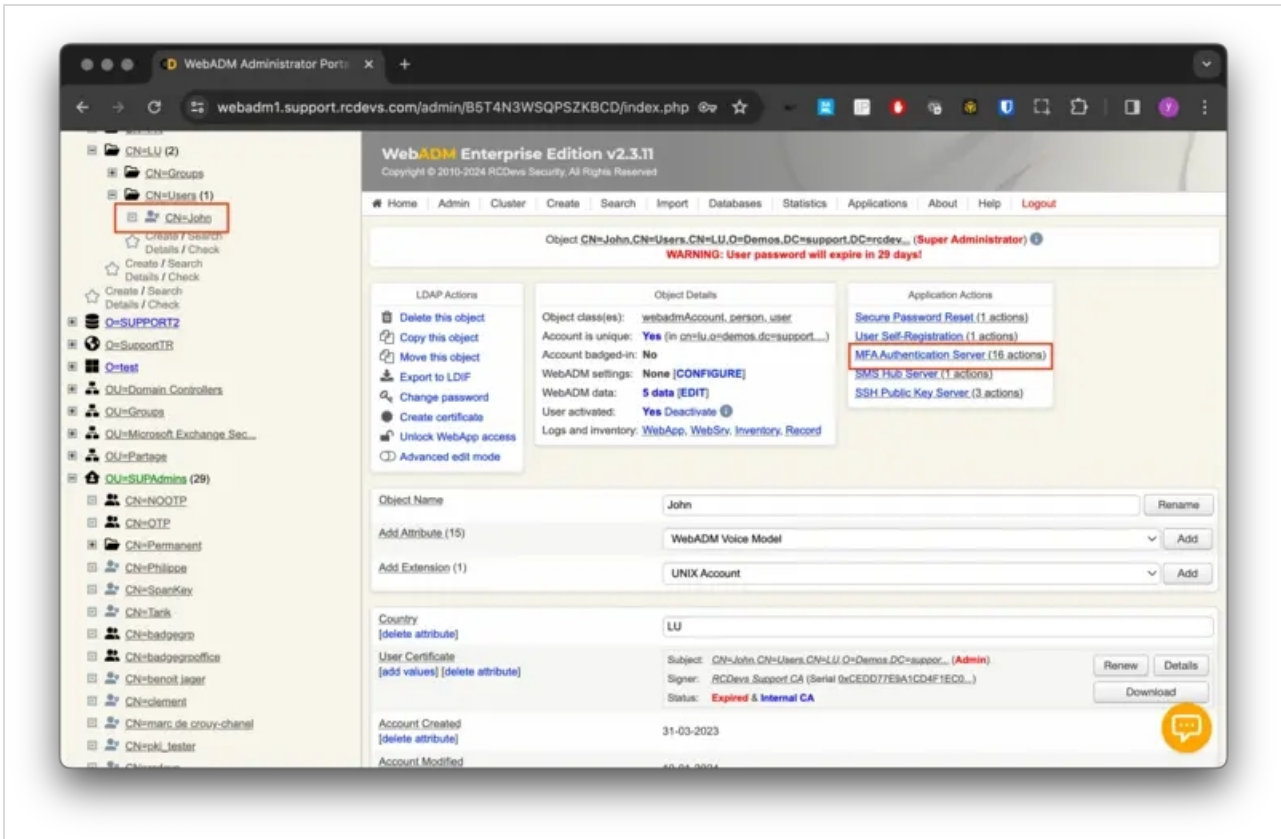 WebADM Administrator Porta
webadm1.support.rcdevs.com/admin/B5T4N3WSQPSZKBCD/index.php
CN=LU (2)
CN=Groups
CN=Users (1)
CN=John
Create / Search
Details / Check
Create / Search
Details / Check
Create / Search
Details / Check
O=SUPPORT2
O=SupportTR
O=test
OU=Domain Controllers
OU=Groups
OU=Microsoft Exchange Sec...
OU=Partage
OU=SUPAdmins (29)
CN=NOOTP
CN=OTP
CN=Permanent
CN=Philippe
CN=SpanKey
CN=Tarik
CN=badgegrp
CN=badgegrpoffice
CN=benoit jager
CN=clement
CN=marc de crouy-chanel
CN=pki_tester
WebADM Enterprise Edition v2.3.11
Copyright © 2010-2024 RCDevs Security, All Rights Reserved
Home Admin Cluster Create Search Import Databases Statistics Applications About Help Logout
Object CN=John,CN=Users,CN=LU,O=Demos,DC=support,DC=rcdev... (Super Administrator)
WARNING: User password will expire in 29 days!
LDAP Actions
Delete this object
Copy this object
Move this object
Export to LDIF
Change password
Create certificate
Unlock WebApp access
Advanced edit mode
Object Details
Object class(es): webadmAccount, person, user
Account is unique: Yes (in cn=lu,o=demos,dc=support,...)
Account badged-in: No
WebADM settings: None [CONFIGURE]
WebADM data: 5 data [EDIT]
User activated: Yes Deactivate
Logs and inventory: WebApp, WebSrv, Inventory, Record
Application Actions
Secure Password Reset (1 actions)
User Self-Registration (1 actions)
MFA Authentication Server (16 actions)
SMS Hub Server (1 actions)
SSH Public Key Server (3 actions)
Object Name John Rename
Add Attribute (15) WebADM Voice Model Add
Add Extension (1) UNIX Account Add
Country LU
[delete attribute]
User Certificate
[add values] [delete attribute]
Subject: CN=John,CN=Users,CN=LU,O=Demos,DC=suppor... (Admin)
Signer: RCDevs Support CA (Serial 0xCEDD77E9A1CD4F1EC0...)
Status: Expired & Internal CA
Renew Details
Download
Account Created 31-03-2023
[delete attribute]
Account Modified